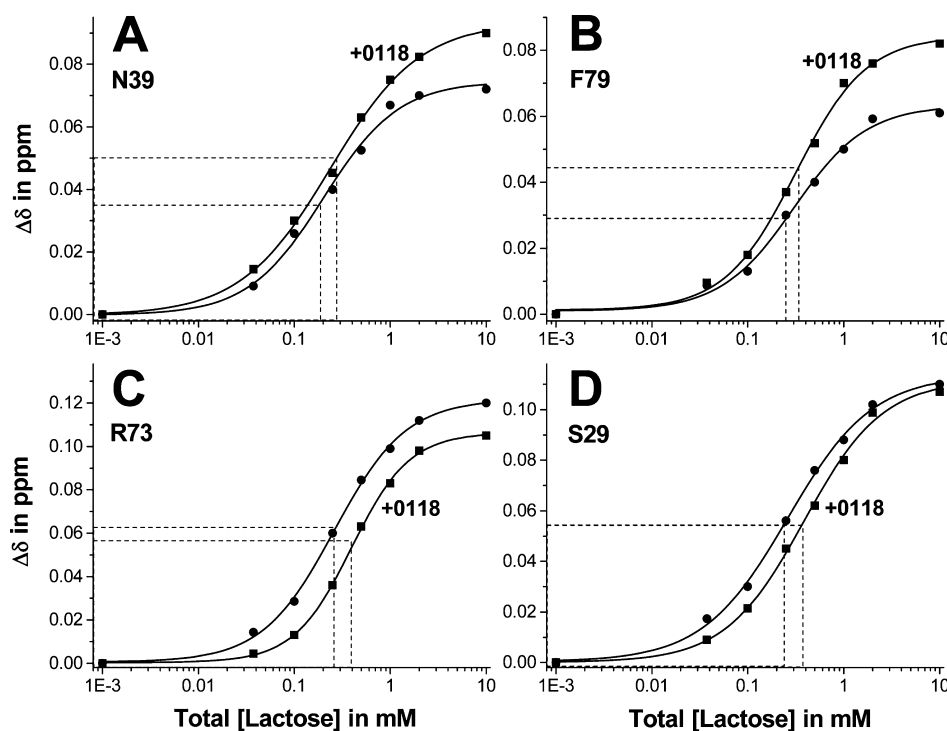 A
N39
+0118
0.08
0.06
0.04
0.02
0.00
1E-3 0.01 0.1 1 10
B
F79
+0118
0.08
0.06
0.04
0.02
0.00
1E-3 0.01 0.1 1 10
Δδ in ppm
C
R73
+0118
0.12
0.10
0.08
0.06
0.04
0.02
0.00
1E-3 0.01 0.1 1 10
Δδ in ppm
Total [Lactose] in mM
D
S29
+0118
0.10
0.08
0.06
0.04
0.02
0.00
1E-3 0.01 0.1 1 10
Total [Lactose] in mM